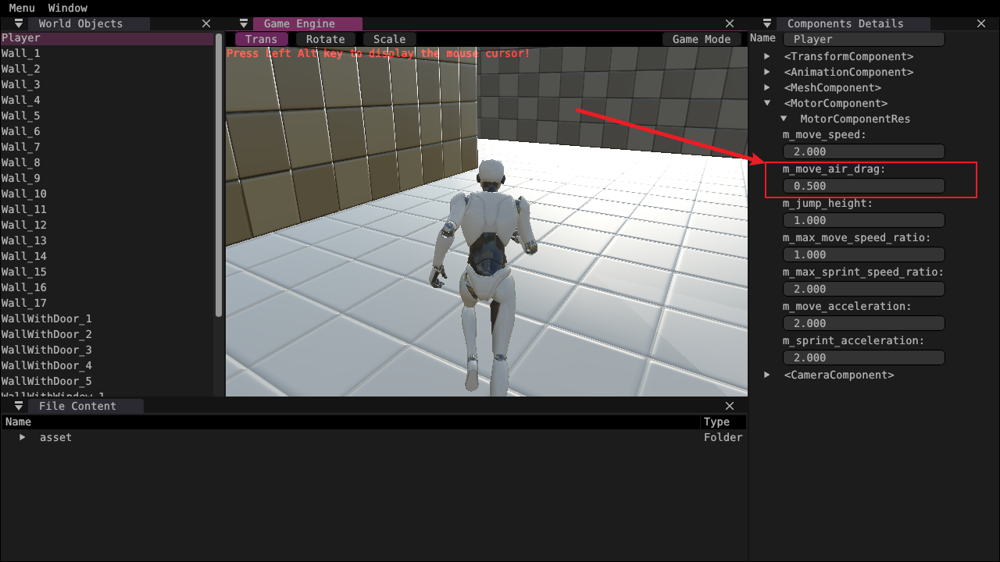 Menu Window
World Objects
Player
Wall_1
Wall_2
Wall_3
Wall_4
Wall_5
Wall_6
Wall_7
Wall_8
Wall_9
Wall_10
Wall_11
Wall_12
Wall_13
Wall_14
Wall_15
Wall_16
Wall_17
WallWithDoor_1
WallWithDoor_2
WallWithDoor_3
WallWithDoor_4
WallWithDoor_5
WallWithWindow_1
Game Engine
Trans Rotate Scale Game Mode
Press Left Alt key to display the mouse cursor!
Components Details
Name Player
<TransformComponent>
<AnimationComponent>
<MeshComponent>
<MotorComponent>
MotorComponentRes
m_move_speed:
2.000
m_move_air_drag:
0.500
m_jump_height:
1.000
m_max_move_speed_ratio:
1.000
m_max_sprint_speed_ratio:
2.000
m_move_acceleration:
2.000
m_sprint_acceleration:
2.000
<CameraComponent>
File Content
Name Type
asset Folder